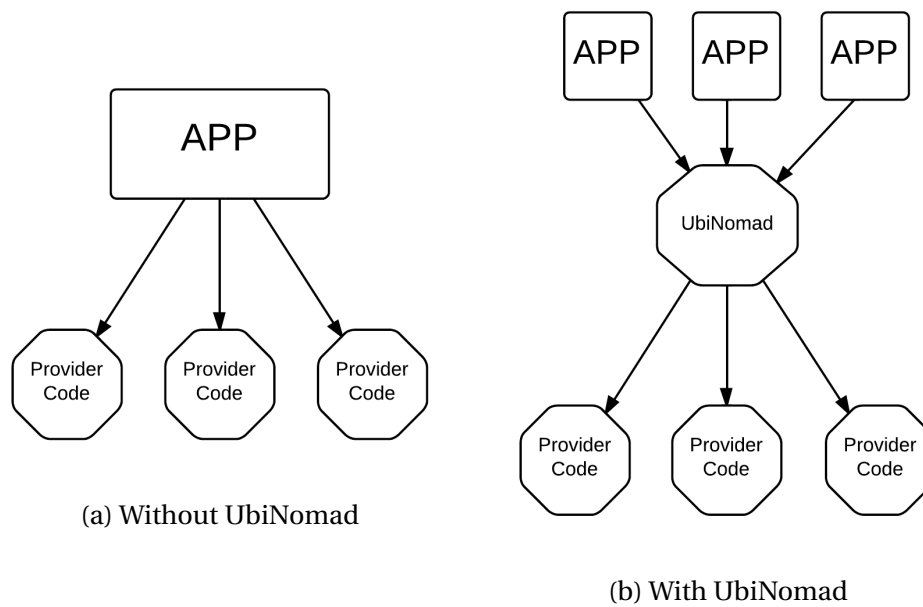 APP
Provider
Code
Provider
Code
Provider
Code
(a) Without UbiNomad
APP
APP
APP
UbiNomad
Provider
Code
Provider
Code
Provider
Code
(b) With UbiNomad